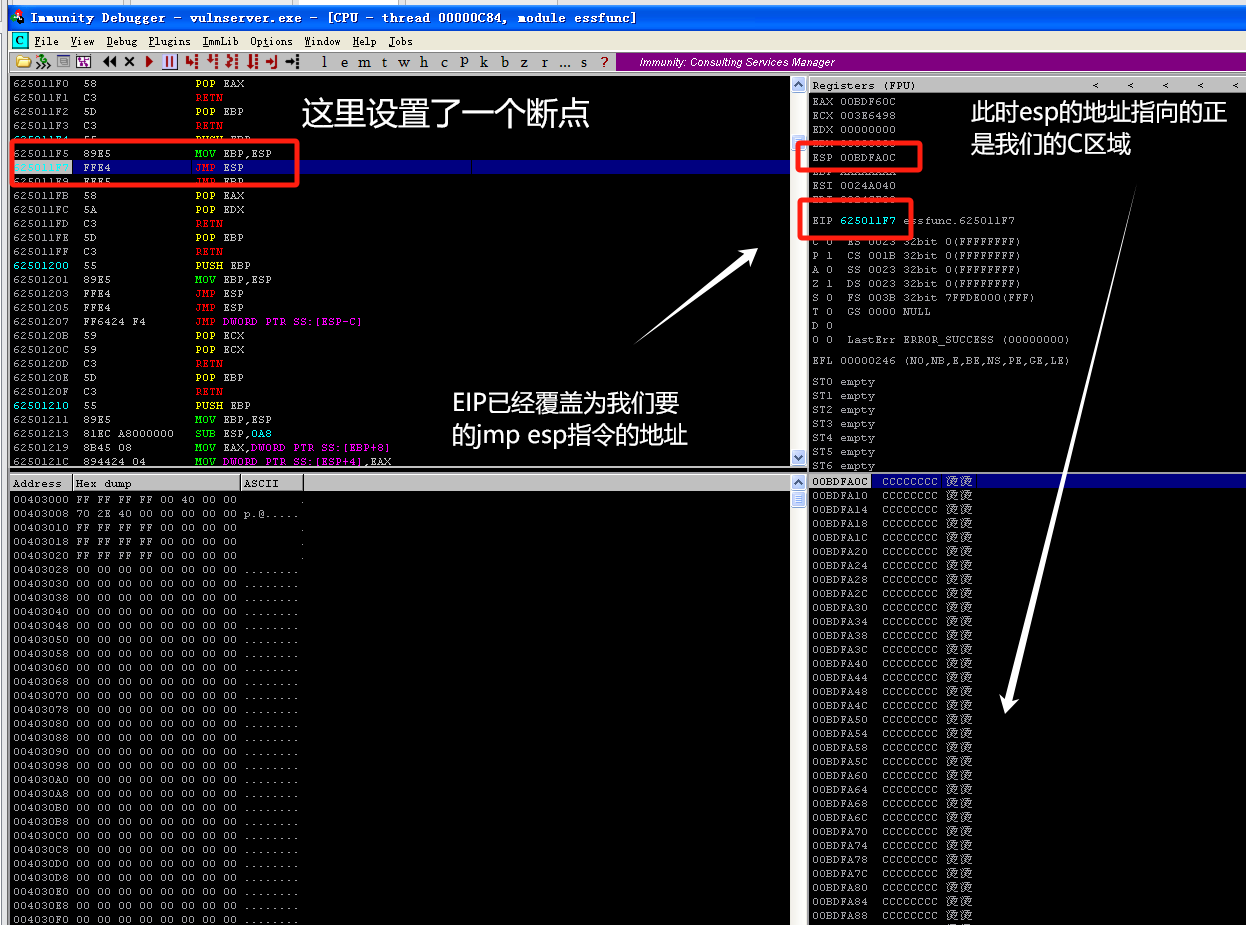 Immunity Debugger - vulnserver.exe - [CPU - thread 00000C84, module essfunc]
C File View Debug Plugins ImmLib Options Window Help Jobs
l e m t w h c P k b z r ... s ? Immunity: Consulting Services Manager
625011F0 58 POP EAX
625011F1 C3 RETN
625011F2 5D POP EBP
625011F3 C3 RETN
625011F5 89E5 MOV EBP,ESP
FFE4 JMP ESP
625011FB 58 POP EAX
625011FC 5A POP EDX
625011FD C3 RETN
625011FE 5D POP EBP
625011FF C3 RETN
62501200 55 PUSH EBP
62501201 89E5 MOV EBP,ESP
62501203 FFE4 JMP ESP
62501205 FFE4 JMP ESP
62501207 FF6424 F4 JMP DWORD PTR SS:[ESP-C]
6250120B 59 POP ECX
6250120C 59 POP ECX
6250120D C3 RETN
6250120E 5D POP EBP
6250120F C3 RETN
62501210 55 PUSH EBP
62501211 89E5 MOV EBP,ESP
62501213 81EC A8000000 SUB ESP,0A8
62501219 8B45 08 MOV EAX,DWORD PTR SS:[EBP+8]
6250121C 894424 04 MOV DWORD PTR SS:[ESP+4],EAX
这里设置了一个断点
EIP已经覆盖为我们要
的jmp esp指令的地址
Registers (FPU) < < < < <
EAX 00BDF60C
ECX 003E6498
EDX 00000000
ESP 00BDFA0C
ESI 0024A040
EIP 625011F7 essfunc.625011F7
C 0 ES 0023 32bit 0(FFFFFFFF)
P 1 CS 001B 32bit 0(FFFFFFFF)
A 0 SS 0023 32bit 0(FFFFFFFF)
Z 1 DS 0023 32bit 0(FFFFFFFF)
S 0 FS 003B 32bit 7FFDE000(FFF)
T 0 GS 0000 NULL
D 0
O 0 LastErr ERROR_SUCCESS (00000000)
EFL 00000246 (NO,NB,E,BE,NS,PE,GE,LE)
ST0 empty
ST1 empty
ST2 empty
ST3 empty
ST4 empty
ST5 empty
ST6 empty
此时esp的地址指向的正
是我们的C区域
Address Hex dump ASCII
00403000 FF FF FF FF 00 40 00 00
00403008 70 2E 40 00 00 00 00 00 p.@.....
00403010 FF FF FF FF 00 00 00 00
00403018 FF FF FF FF 00 00 00 00
00403020 FF FF FF FF 00 00 00 00
00403028 00 00 00 00 00 00 00 00 ........
00403030 00 00 00 00 00 00 00 00 ........
00403038 00 00 00 00 00 00 00 00 ........
00403040 00 00 00 00 00 00 00 00 ........
00403048 00 00 00 00 00 00 00 00 ........
00403050 00 00 00 00 00 00 00 00 ........
00403058 00 00 00 00 00 00 00 00 ........
00403060 00 00 00 00 00 00 00 00 ........
00403068 00 00 00 00 00 00 00 00 ........
00403070 00 00 00 00 00 00 00 00 ........
00403078 00 00 00 00 00 00 00 00 ........
00403080 00 00 00 00 00 00 00 00 ........
00403088 00 00 00 00 00 00 00 00 ........
00403090 00 00 00 00 00 00 00 00 ........
00403098 00 00 00 00 00 00 00 00 ........
004030A0 00 00 00 00 00 00 00 00 ........
004030A8 00 00 00 00 00 00 00 00 ........
004030B0 00 00 00 00 00 00 00 00 ........
004030B8 00 00 00 00 00 00 00 00 ........
004030C0 00 00 00 00 00 00 00 00 ........
004030C8 00 00 00 00 00 00 00 00 ........
004030D0 00 00 00 00 00 00 00 00 ........
004030D8 00 00 00 00 00 00 00 00 ........
004030E0 00 00 00 00 00 00 00 00 ........
004030E8 00 00 00 00 00 00 00 00 ........
004030F0 00 00 00 00 00 00 00 00 ........
00BDFA0C CCCCCCCC 烫烫
00BDFA10 CCCCCCCC 烫烫
00BDFA14 CCCCCCCC 烫烫
00BDFA18 CCCCCCCC 烫烫
00BDFA1C CCCCCCCC 烫烫
00BDFA20 CCCCCCCC 烫烫
00BDFA24 CCCCCCCC 烫烫
00BDFA28 CCCCCCCC 烫烫
00BDFA2C CCCCCCCC 烫烫
00BDFA30 CCCCCCCC 烫烫
00BDFA34 CCCCCCCC 烫烫
00BDFA38 CCCCCCCC 烫烫
00BDFA3C CCCCCCCC 烫烫
00BDFA40 CCCCCCCC 烫烫
00BDFA44 CCCCCCCC 烫烫
00BDFA48 CCCCCCCC 烫烫
00BDFA4C CCCCCCCC 烫烫
00BDFA50 CCCCCCCC 烫烫
00BDFA54 CCCCCCCC 烫烫
00BDFA58 CCCCCCCC 烫烫
00BDFA5C CCCCCCCC 烫烫
00BDFA60 CCCCCCCC 烫烫
00BDFA64 CCCCCCCC 烫烫
00BDFA68 CCCCCCCC 烫烫
00BDFA6C CCCCCCCC 烫烫
00BDFA70 CCCCCCCC 烫烫
00BDFA74 CCCCCCCC 烫烫
00BDFA78 CCCCCCCC 烫烫
00BDFA7C CCCCCCCC 烫烫
00BDFA80 CCCCCCCC 烫烫
00BDFA84 CCCCCCCC 烫烫
00BDFA88 CCCCCCCC 烫烫